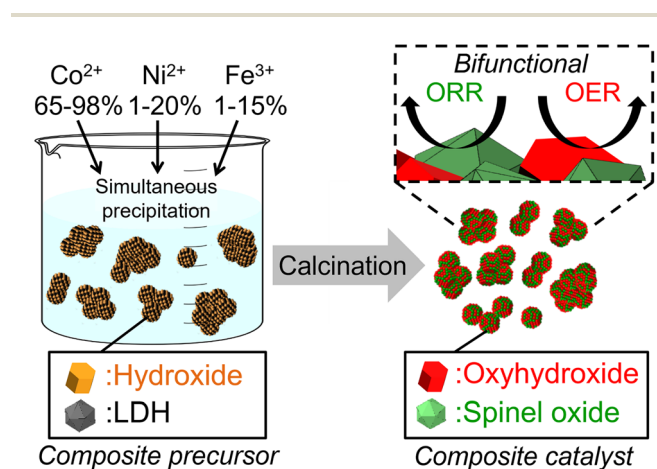 Co2+ Ni2+ Fe3+
65-98% 1-20% 1-15%
Simultaneous
precipitation
:Hydroxide
:LDH
Composite precursor
Calcination
Bifunctional
ORR OER
:Oxyhydroxide
:Spinel oxide
Composite catalyst